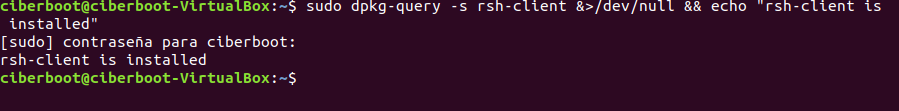 ciberboot@ciberboot-VirtualBox:~$ sudo dpkg-query -s rsh-client &>/dev/null && echo "rsh-client is
 installed"
[sudo] contraseña para ciberboot:
rsh-client is installed
ciberboot@ciberboot-VirtualBox:~$